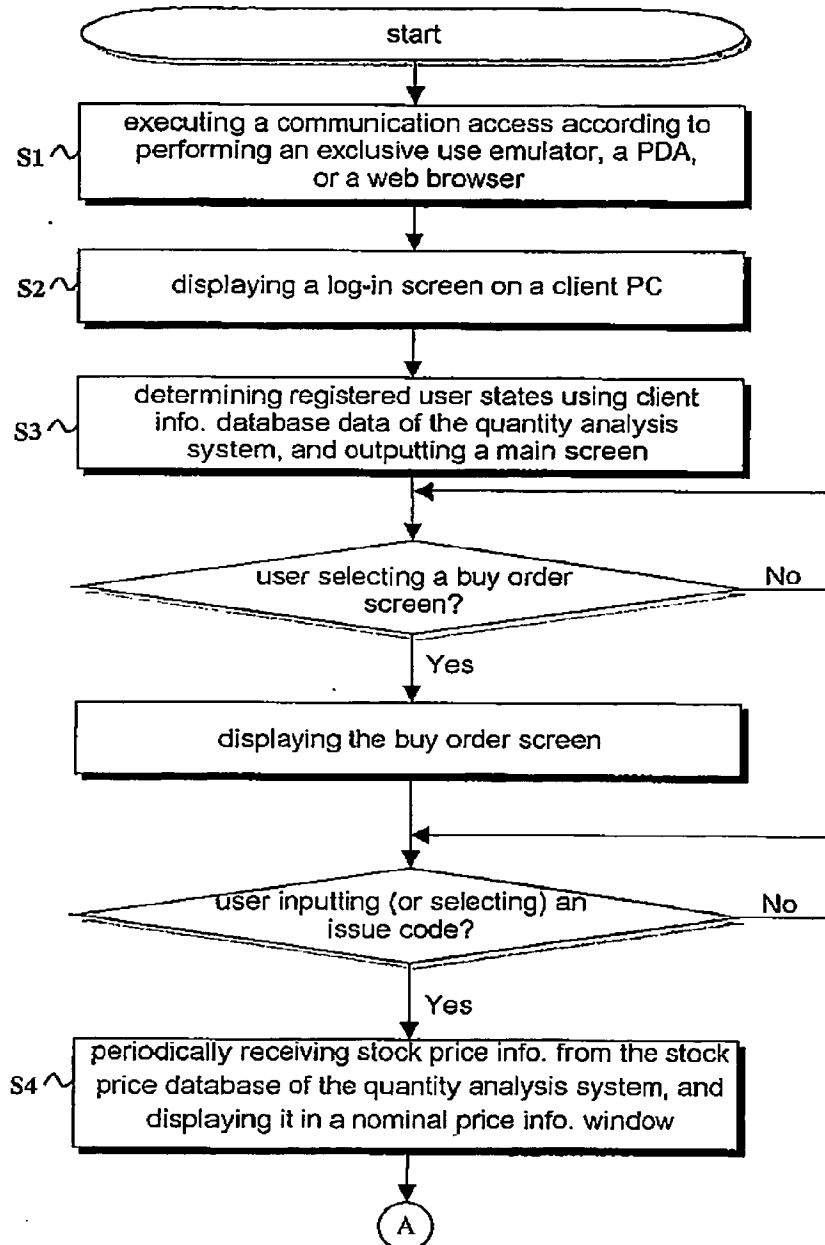 start
executing a communication access according to
S1
performing an exclusive use emulator, a PDA,
or a web browser
S2
displaying a log-in screen on a client PC
determining registered user states using client
S3
info. database data of the quantity analysis
system, and outputting a main screen
user selecting a buy order
screen?
No
Yes
displaying the buy order screen
user inputting (or selecting) an
issue code?
No
Yes
periodically receiving stock price info. from the stock
S4
price database of the quantity analysis system, and
displaying it in a nominal price info. window
A